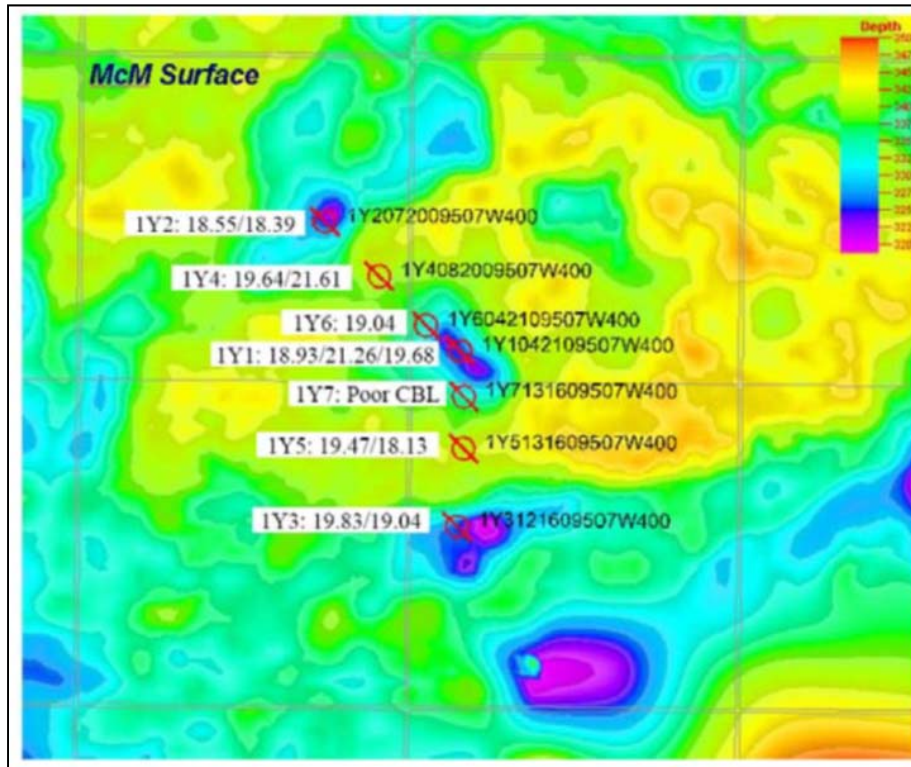 Depth
McM Surface
1Y2: 18.55/18.39
1Y2072009507W400
1Y4: 19.64/21.61
1Y4082009507W400
1Y6: 19.04
1Y6042109507W400
1Y1: 18.93/21.26/19.68
1Y1042109507W400
1Y7: Poor CBL
1Y7131609507W400
1Y5: 19.47/18.13
1Y5131609507W400
1Y3: 19.83/19.04
1Y3121609507W400